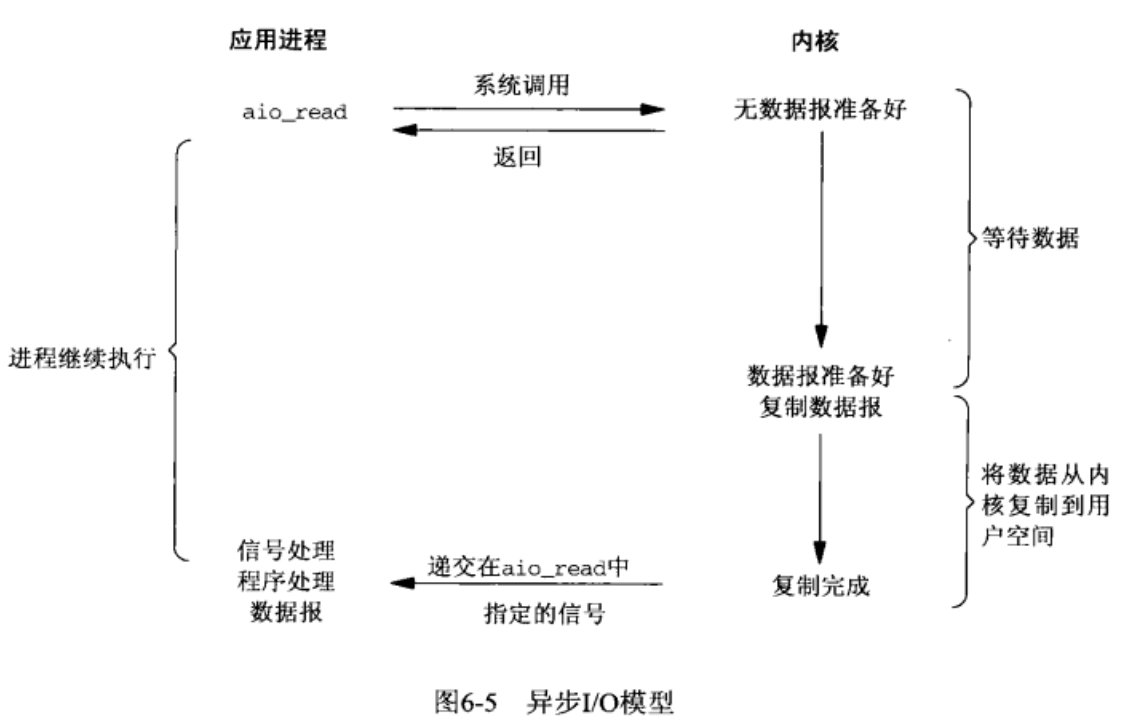 应用进程
内核
系统调用
aio_read
无数据报准备好
返回
等待数据
进程继续执行
数据报准备好
复制数据报
将数据从内
核复制到用
户空间
信号处理
程序处理
数据报
递交在aio_read中
指定的信号
复制完成
图6-5 异步I/O模型